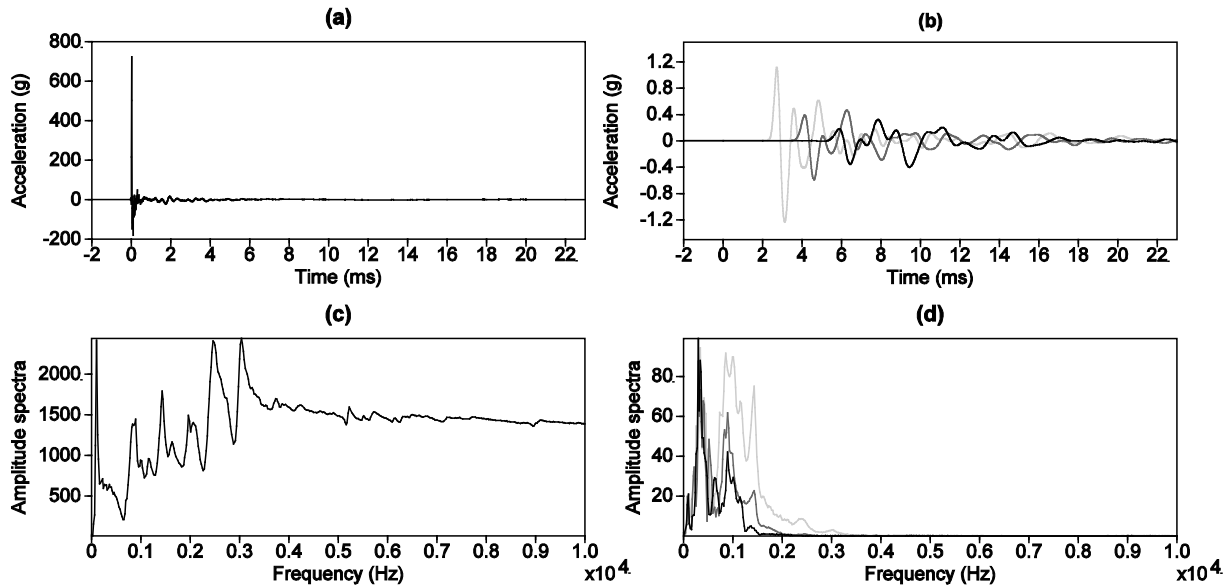 (a)
Acceleration (g)
800
600
400
200
0
-200
-2 0 2 4 6 8 10 12 14 16 18 20 22
Time (ms)
(b)
Acceleration (g)
1.2
0.8
0.4
0
-0.4
-0.8
-1.2
-2 0 2 4 6 8 10 12 14 16 18 20 22
Time (ms)
(c)
Amplitude spectra
2000
1500
1000
500
0 0.1 0.2 0.3 0.4 0.5 0.6 0.7 0.8 0.9 1.0
Frequency (Hz)
x10⁴
(d)
Amplitude spectra
80
60
40
20
0 0.1 0.2 0.3 0.4 0.5 0.6 0.7 0.8 0.9 1.0
Frequency (Hz)
x10⁴